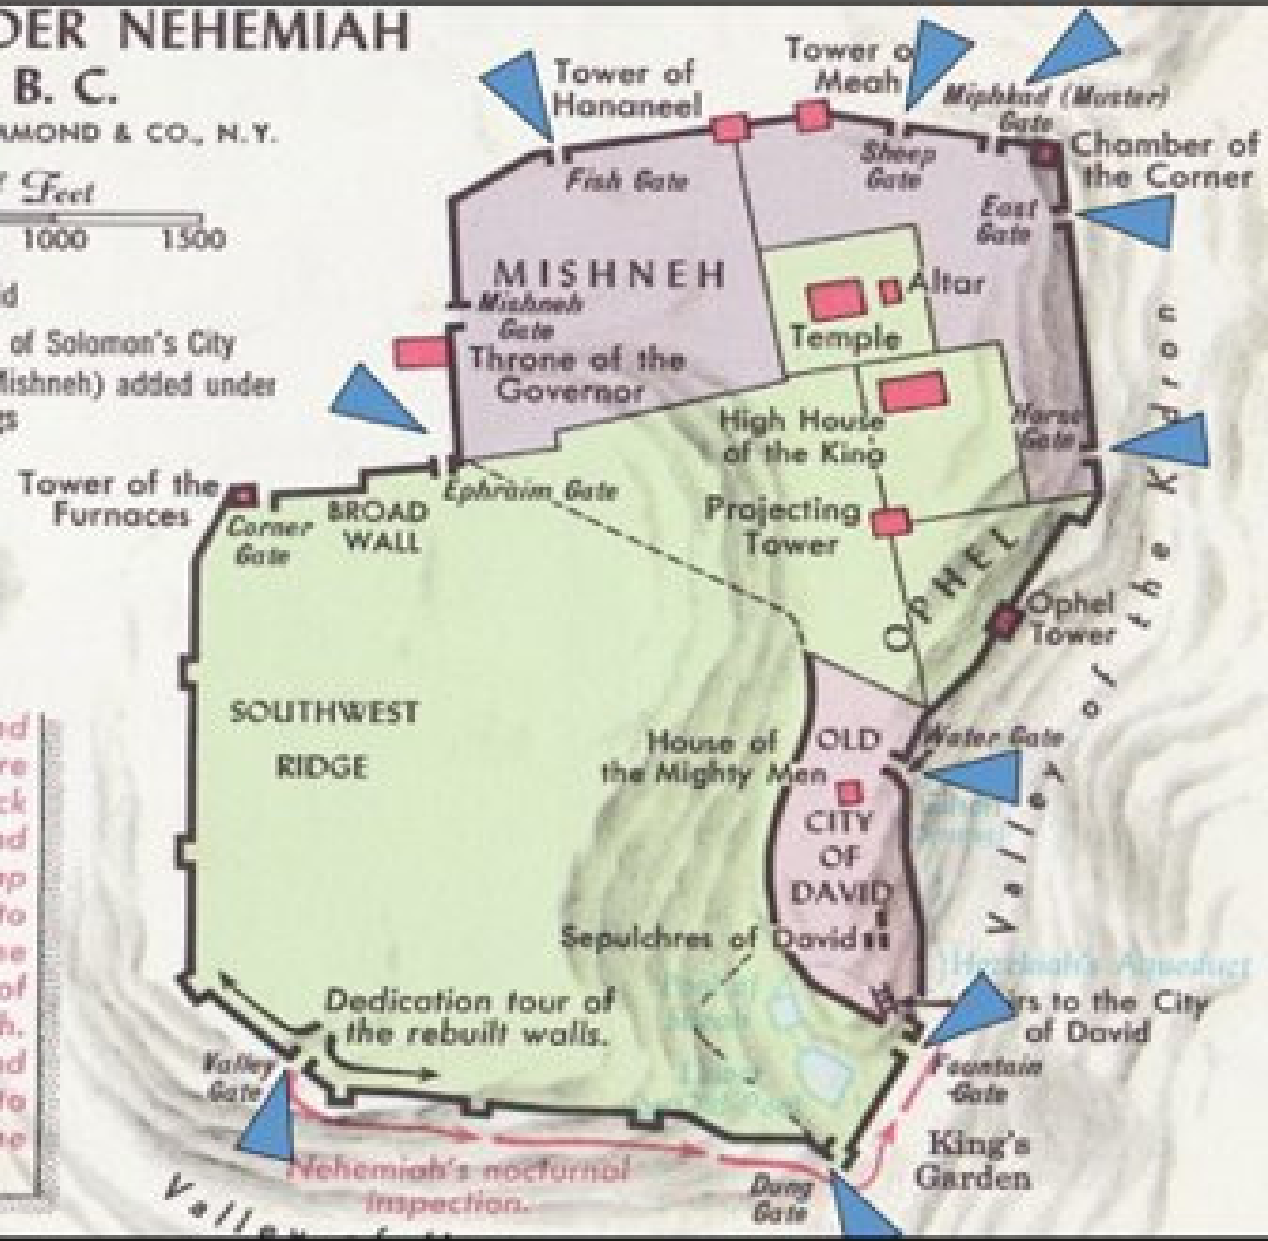 DER NEHEMIAH
B. C.
MMOND & CO., N.Y.
Feet
1000 1500
of Solomon's City
Mishneh) added under
Tower of
Hananeel
Tower o
Meah
Miphkad (Muster)
Gate
Chamber of
the Corner
Sheep
Gate
Fish Gate
East
Gate
MISHNEH
Mishneh
Gate
Altar
Temple
Throne of the
Governor
High House
of the King
Horse
Gate
Tower of the
Furnaces
Corner
Gate
BROAD
WALL
Ephraim Gate
Projecting
Tower
OPHEL
Ophel
Tower
Valley of the Kidron
SOUTHWEST
RIDGE
House of
the Mighty Men
OLD
CITY
OF
DAVID
Water Gate
Sepulchres of David
Hezekiah's Aqueduct
irs to the City
of David
Dedication tour of
the rebuilt walls.
Valley
Gate
Fountain
Gate
King's
Garden
Nehemiah's nocturnal
inspection.
Dung
Gate
Valley